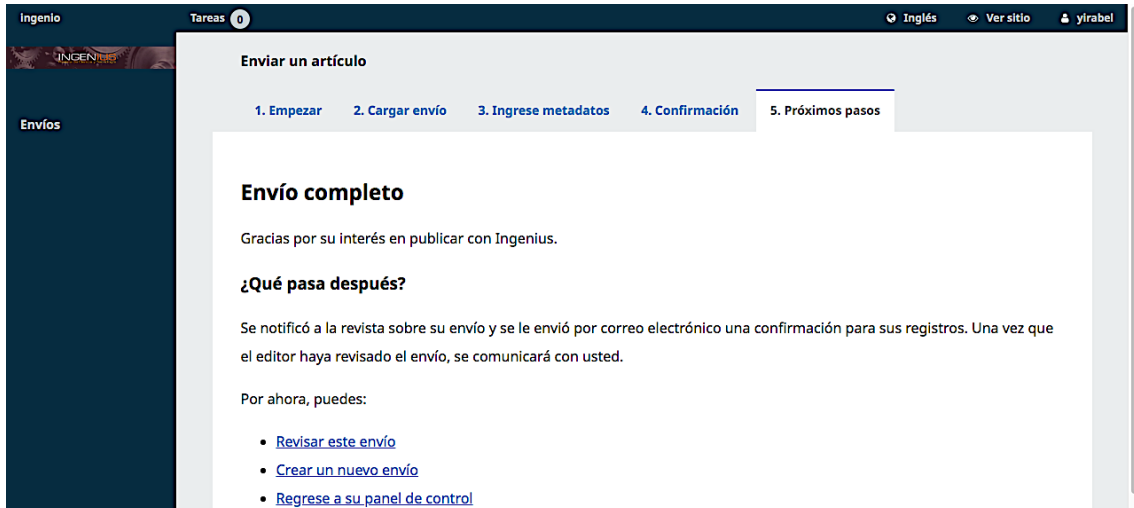 ingenio
Tareas 0
Inglés
Ver sitio
yirabel
INGENIUS
Enviar un artículo
1. Empezar
2. Cargar envío
3. Ingrese metadatos
4. Confirmación
5. Próximos pasos
Envíos
Envío completo
Gracias por su interés en publicar con Ingenius.
¿Qué pasa después?
Se notificó a la revista sobre su envío y se le envió por correo electrónico una confirmación para sus registros. Una vez que
el editor haya revisado el envío, se comunicará con usted.
Por ahora, puedes:
Revisar este envío
Crear un nuevo envío
Regrese a su panel de control